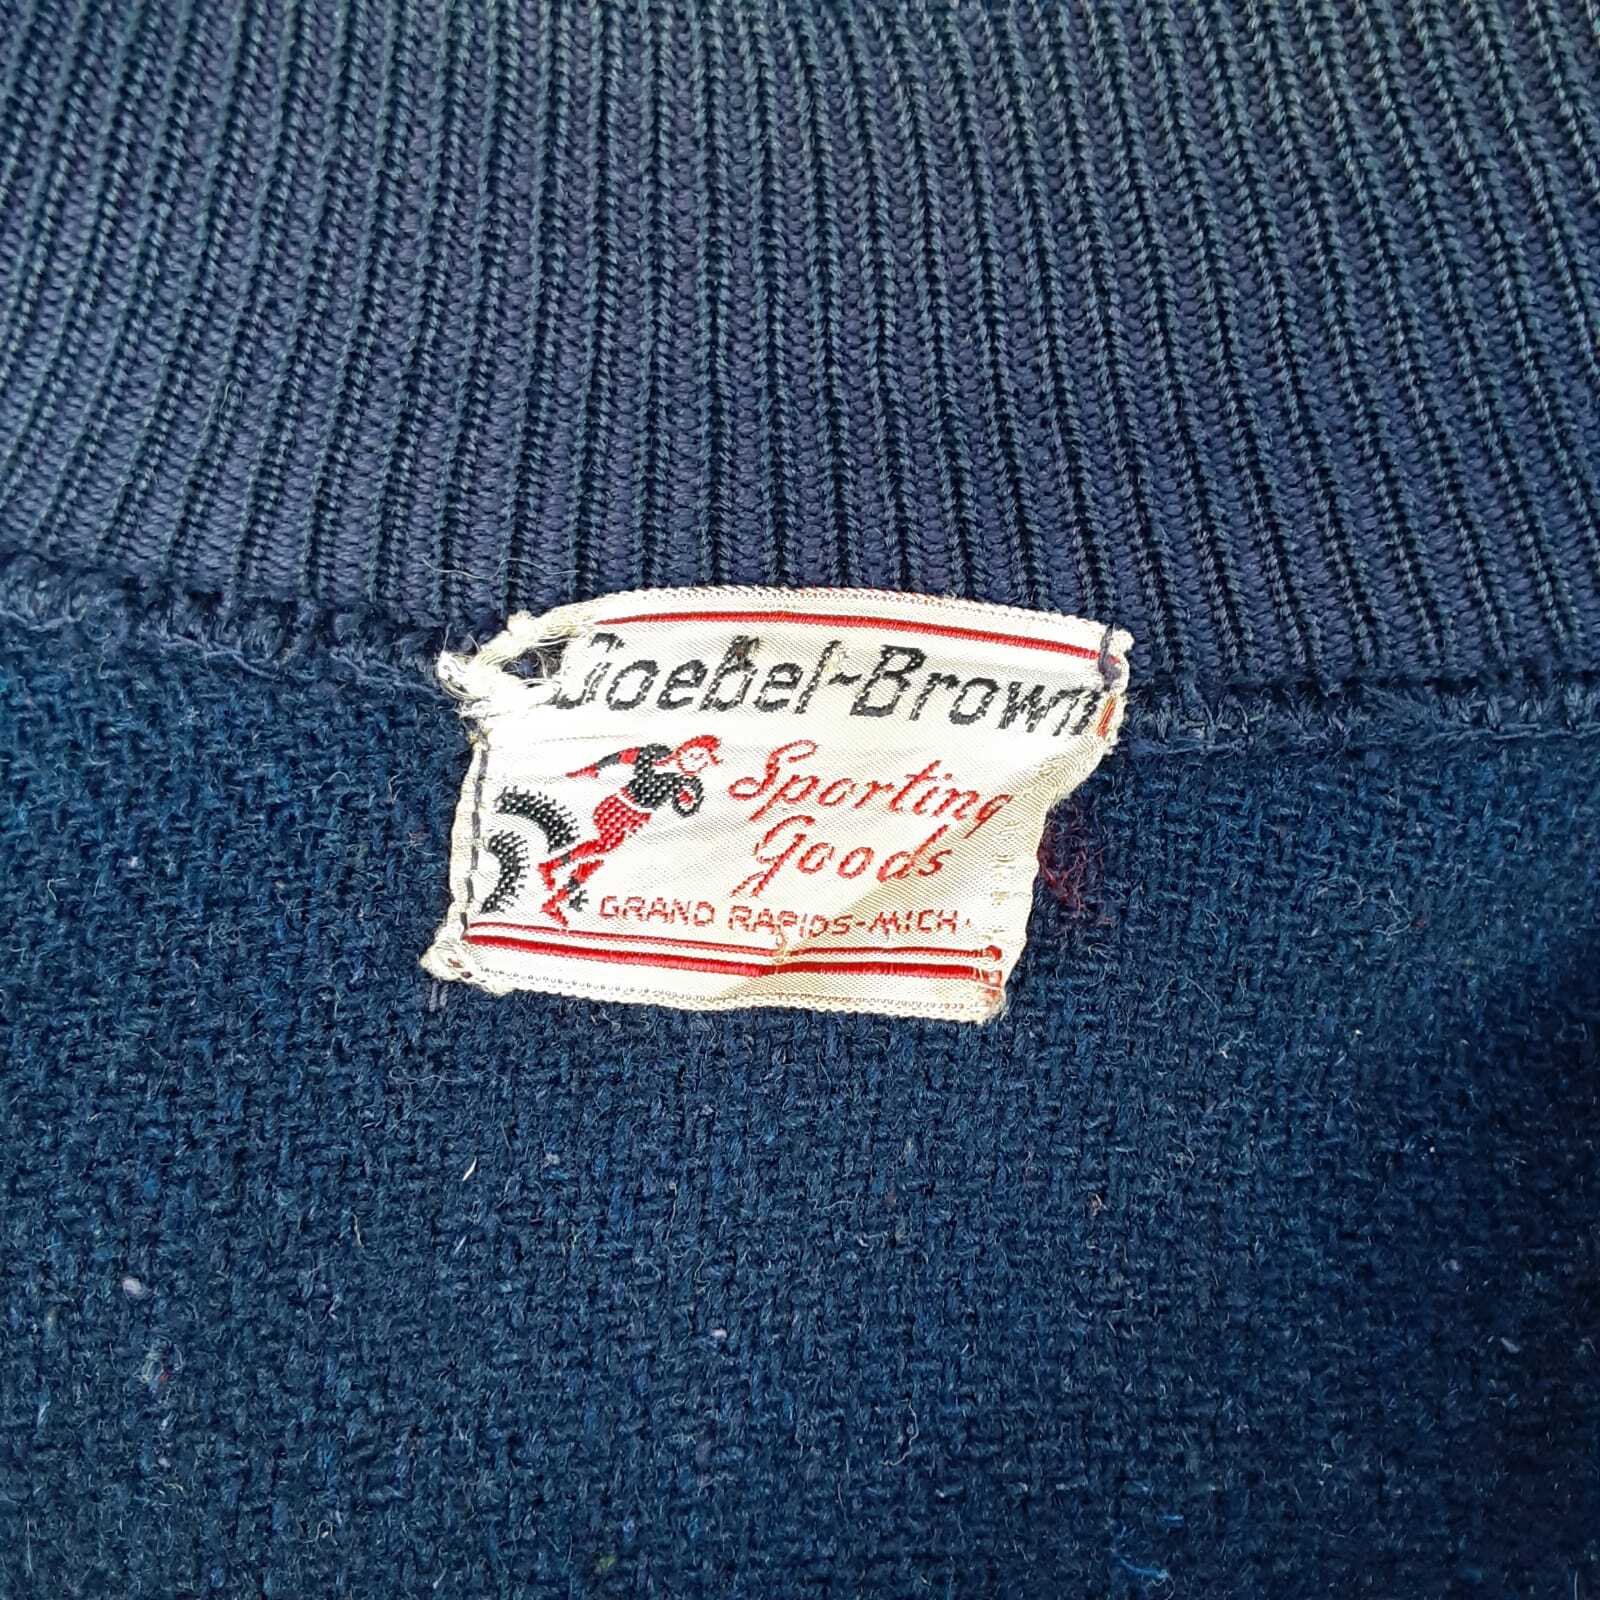 Goebel-Brown
Sporting
Goods
GRAND RAPIDS-MICH.